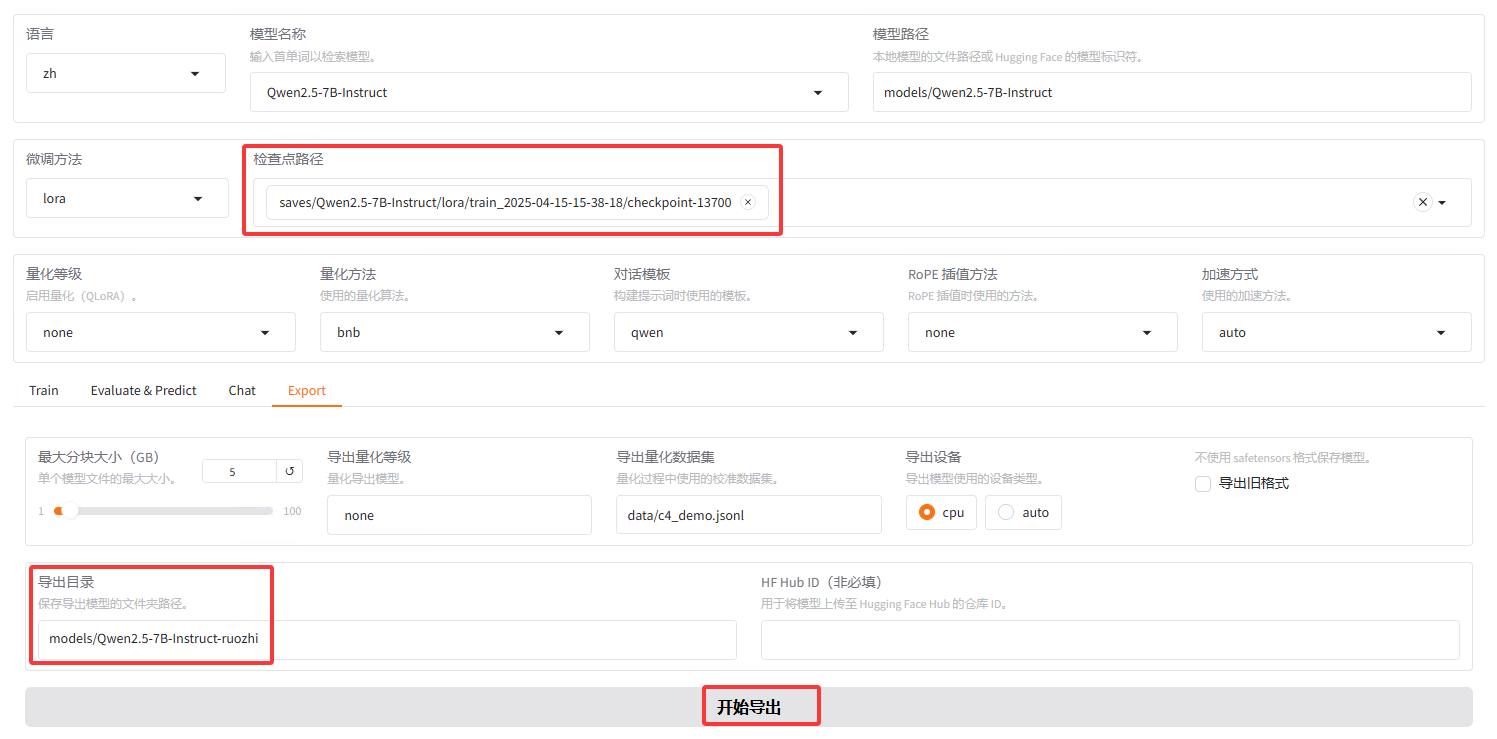 语言
zh
模型名称
输入首单词以检索模型。
Qwen2.5-7B-Instruct
模型路径
本地模型的文件路径或 Hugging Face 的模型标识符。
models/Qwen2.5-7B-Instruct
微调方法
lora
检查点路径
saves/Qwen2.5-7B-Instruct/lora/train_2025-04-15-15-38-18/checkpoint-13700
量化等级
启用量化（QLoRA）。
none
量化方法
使用的量化算法。
bnb
对话模板
构建提示词时使用的模板。
qwen
RoPE 插值方法
RoPE 插值时使用的方法。
none
加速方式
使用的加速方法。
auto
Train
Evaluate & Predict
Chat
Export
最大分块大小（GB）
单个模型文件的最大大小。
5
1
100
导出量化等级
量化导出模型。
none
导出量化数据集
量化过程中使用的校准数据集。
data/c4_demo.jsonl
导出设备
导出模型使用的设备类型。
cpu
auto
不使用 safetensors 格式保存模型。
导出旧格式
导出目录
保存导出模型的文件夹路径。
models/Qwen2.5-7B-Instruct-ruozhi
HF Hub ID（非必填）
用于将模型上传至 Hugging Face Hub 的仓库 ID。
开始导出